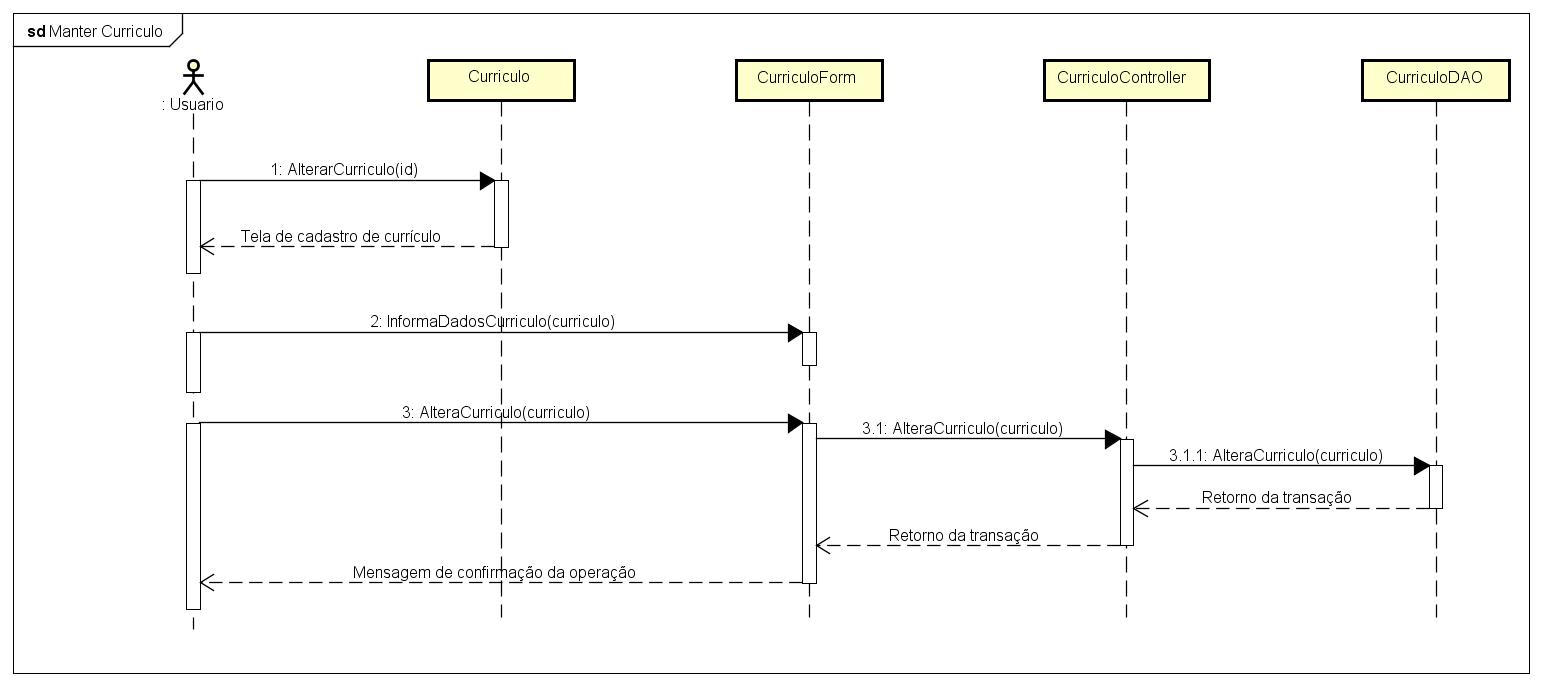 sd Manter Curriculo
: Usuario
Curriculo
CurriculoForm
CurriculoController
CurriculoDAO
1: AlterarCurriculo(id)
Tela de cadastro de currículo
2: InformaDadosCurriculo(curriculo)
3: AlteraCurriculo(curriculo)
3.1: AlteraCurriculo(curriculo)
3.1.1: AlteraCurriculo(curriculo)
Retorno da transação
Retorno da transação
Mensagem de confirmação da operação